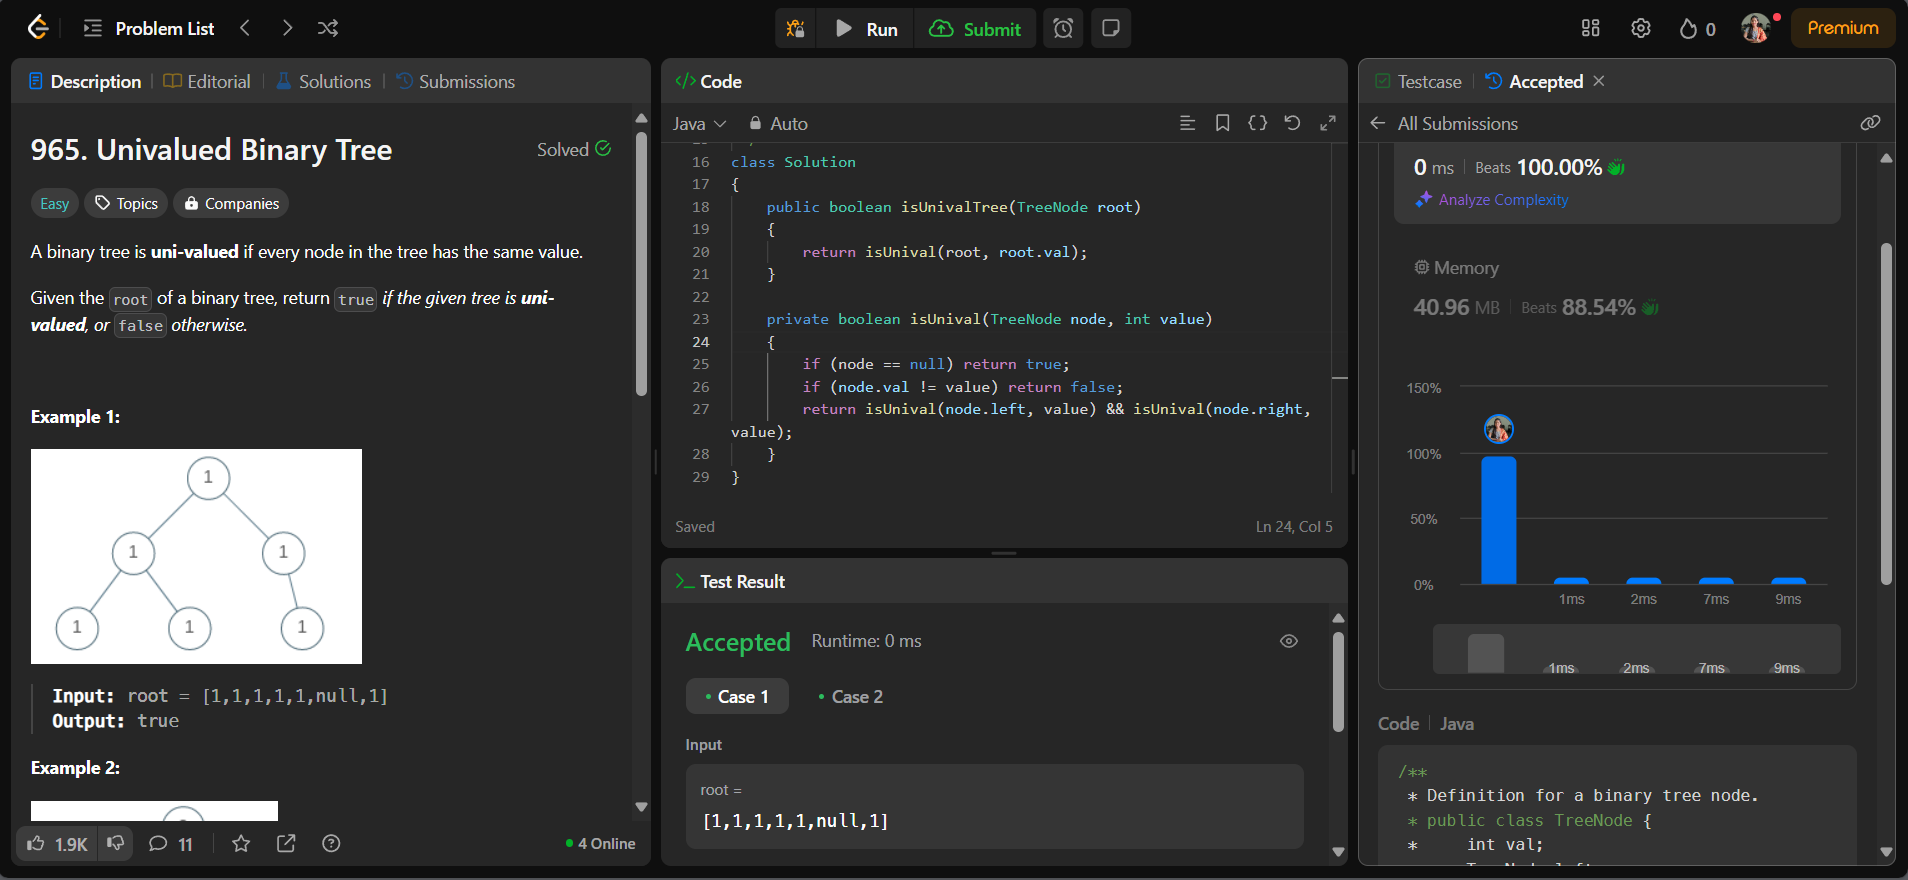 Problem List
Run
Submit
0
Premium
Description
Editorial
Solutions
Submissions
965. Univalued Binary Tree
Solved
Easy
Topics
Companies
A binary tree is uni-valued if every node in the tree has the same value.
Given the root of a binary tree, return true if the given tree is uni-
valued, or false otherwise.
Example 1:
1
1 1
1 1 1
Input: root = [1,1,1,1,1,null,1]
Output: true
Example 2:
1.9K
11
4 Online
Code
Java
Auto
16 class Solution
17 {
18 public boolean isUnivalTree(TreeNode root)
19 {
20 return isUnival(root, root.val);
21 }
22
23 private boolean isUnival(TreeNode node, int value)
24 {
25 if (node == null) return true;
26 if (node.val != value) return false;
27 return isUnival(node.left, value) && isUnival(node.right,
value);
28 }
29 }
Saved
Ln 24, Col 5
Test Result
Accepted
Runtime: 0 ms
Case 1
Case 2
Input
root =
[1,1,1,1,1,null,1]
Testcase
Accepted
All Submissions
0 ms Beats 100.00%
Analyze Complexity
Memory
40.96 MB Beats 88.54%
150%
100%
50%
0%
1ms 2ms 7ms 9ms
1ms 2ms 7ms 9ms
Code Java
/**
* Definition for a binary tree node.
* public class TreeNode {
* int val;